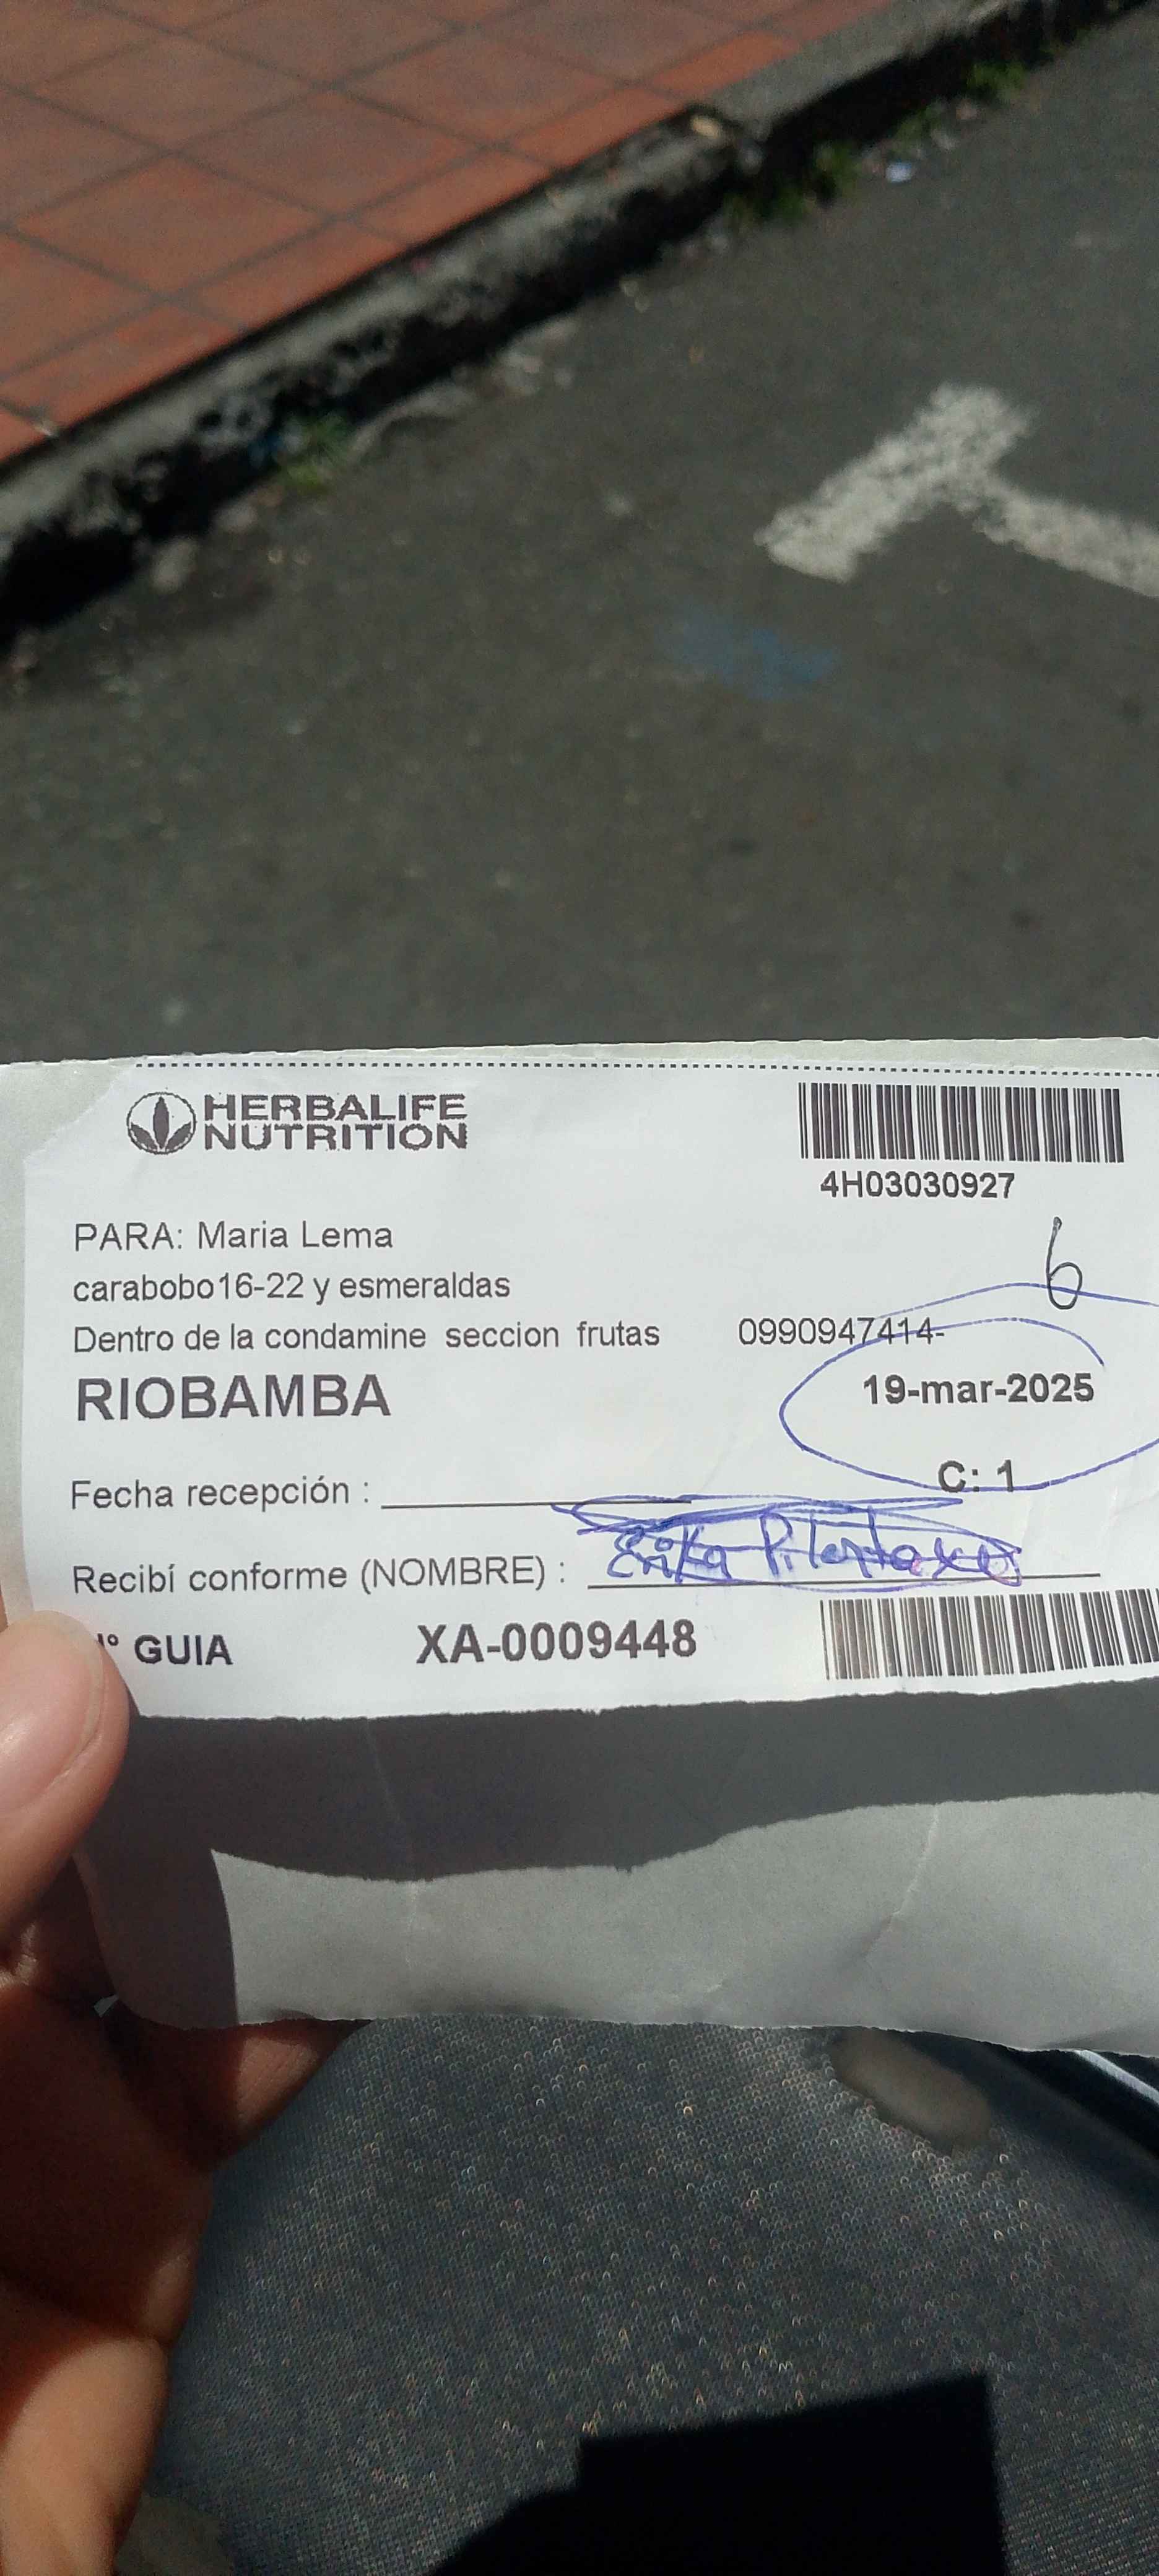 HERBALIFE
NUTRITION
4H03030927
PARA: Maria Lema
6
carabobo16-22 y esmeraldas
Dentro de la condamine seccion frutas 0990947414-
RIOBAMBA
19-mar-2025
C: 1
Fecha recepción :
Recibí conforme (NOMBRE) : Erika
N° GUIA XA-0009448